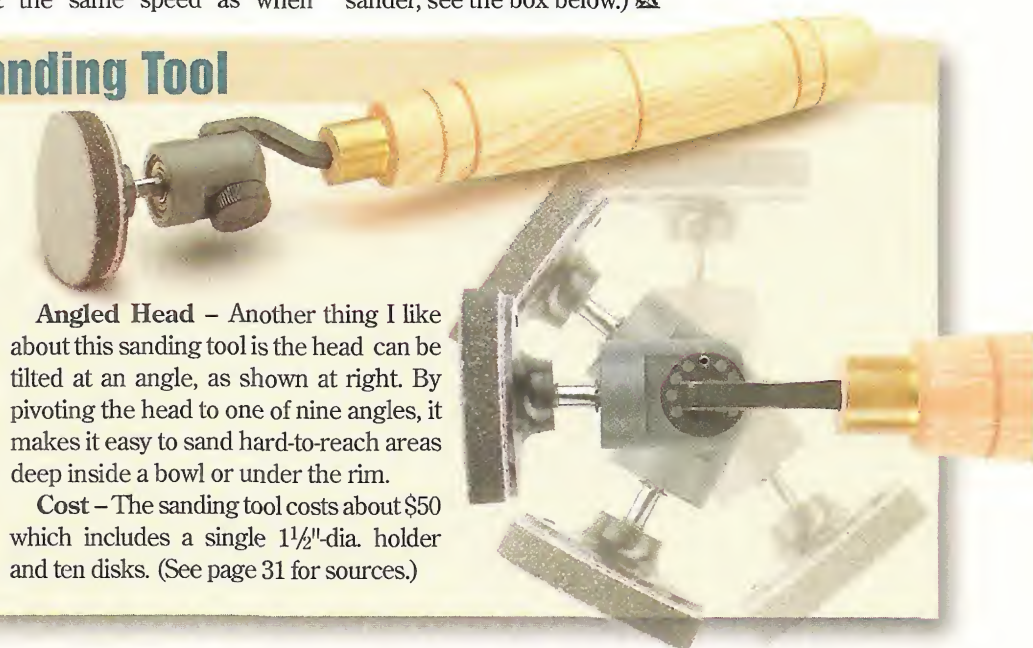 the same speed as when
sander, see the box below.)
nding Tool
Angled Head – Another thing I like
about this sanding tool is the head can be
tilted at an angle, as shown at right. By
pivoting the head to one of nine angles, it
makes it easy to sand hard-to-reach areas
deep inside a bowl or under the rim.
Cost – The sanding tool costs about $50
which includes a single 1½"-dia. holder
and ten disks. (See page 31 for sources.)